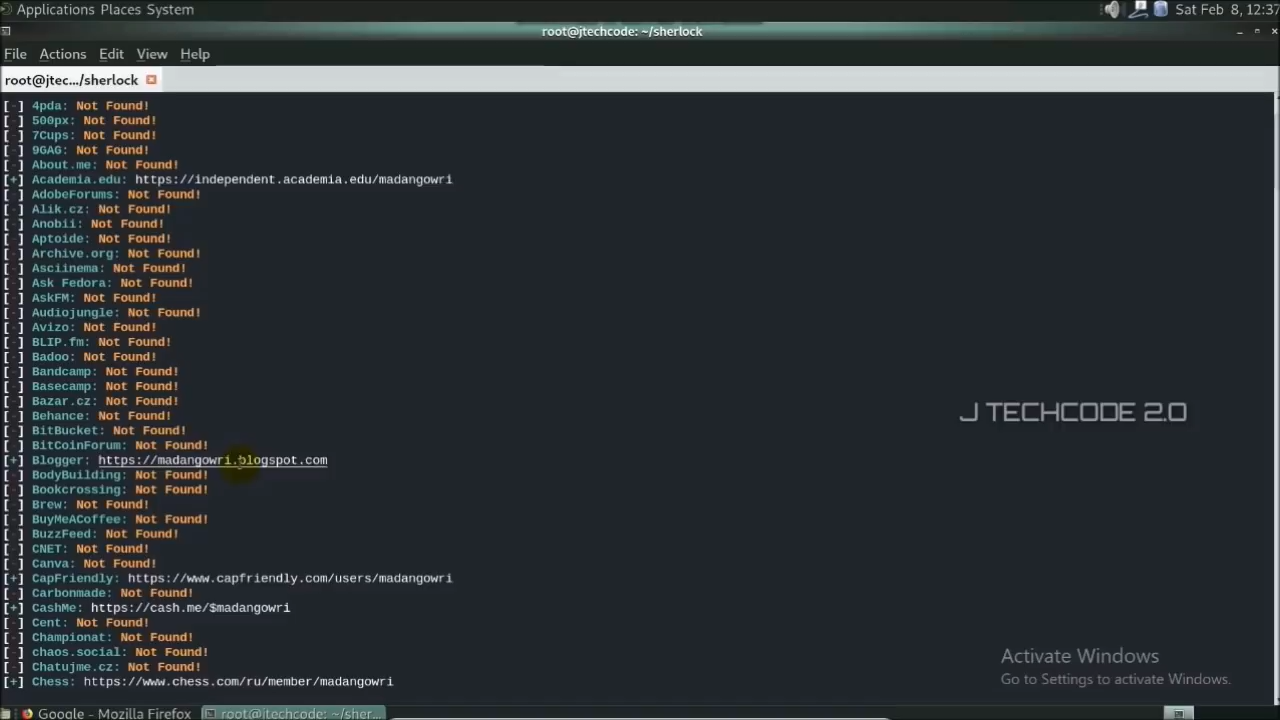 Applications Places System
Sat Feb 8, 12:37
root@jtechcode: ~/sherlock
File Actions Edit View Help
root@jtec.../sherlock
[-] 4pda: Not Found!
[-] 500px: Not Found!
[-] 7Cups: Not Found!
[-] 9GAG: Not Found!
[-] About.me: Not Found!
[+] Academia.edu: https://independent.academia.edu/madangowri
[-] AdobeForums: Not Found!
[-] Alik.cz: Not Found!
[-] Anobii: Not Found!
[-] Aptoide: Not Found!
[-] Archive.org: Not Found!
[-] Asciinema: Not Found!
[-] Ask Fedora: Not Found!
[-] AskFM: Not Found!
[-] Audiojungle: Not Found!
[-] Avizo: Not Found!
[-] BLIP.fm: Not Found!
[-] Badoo: Not Found!
[-] Bandcamp: Not Found!
[-] Basecamp: Not Found!
[-] Bazar.cz: Not Found!
[-] Behance: Not Found!
[-] BitBucket: Not Found!
[-] BitCoinForum: Not Found!
[+] Blogger: https://madangowri.blogspot.com
[-] BodyBuilding: Not Found!
[-] Bookcrossing: Not Found!
[-] Brew: Not Found!
[-] BuyMeACoffee: Not Found!
[-] BuzzFeed: Not Found!
[-] CNET: Not Found!
[-] Canva: Not Found!
[+] CapFriendly: https://www.capfriendly.com/users/madangowri
[-] Carbonmade: Not Found!
[+] CashMe: https://cash.me/$madangowri
[-] Cent: Not Found!
[-] Championat: Not Found!
[-] chaos.social: Not Found!
[-] Chatujme.cz: Not Found!
[+] Chess: https://www.chess.com/ru/member/madangowri
J TECHCODE 2.0
Activate Windows
Go to Settings to activate Windows.
Google - Mozilla Firefox
root@jtechcode: ~/sher...